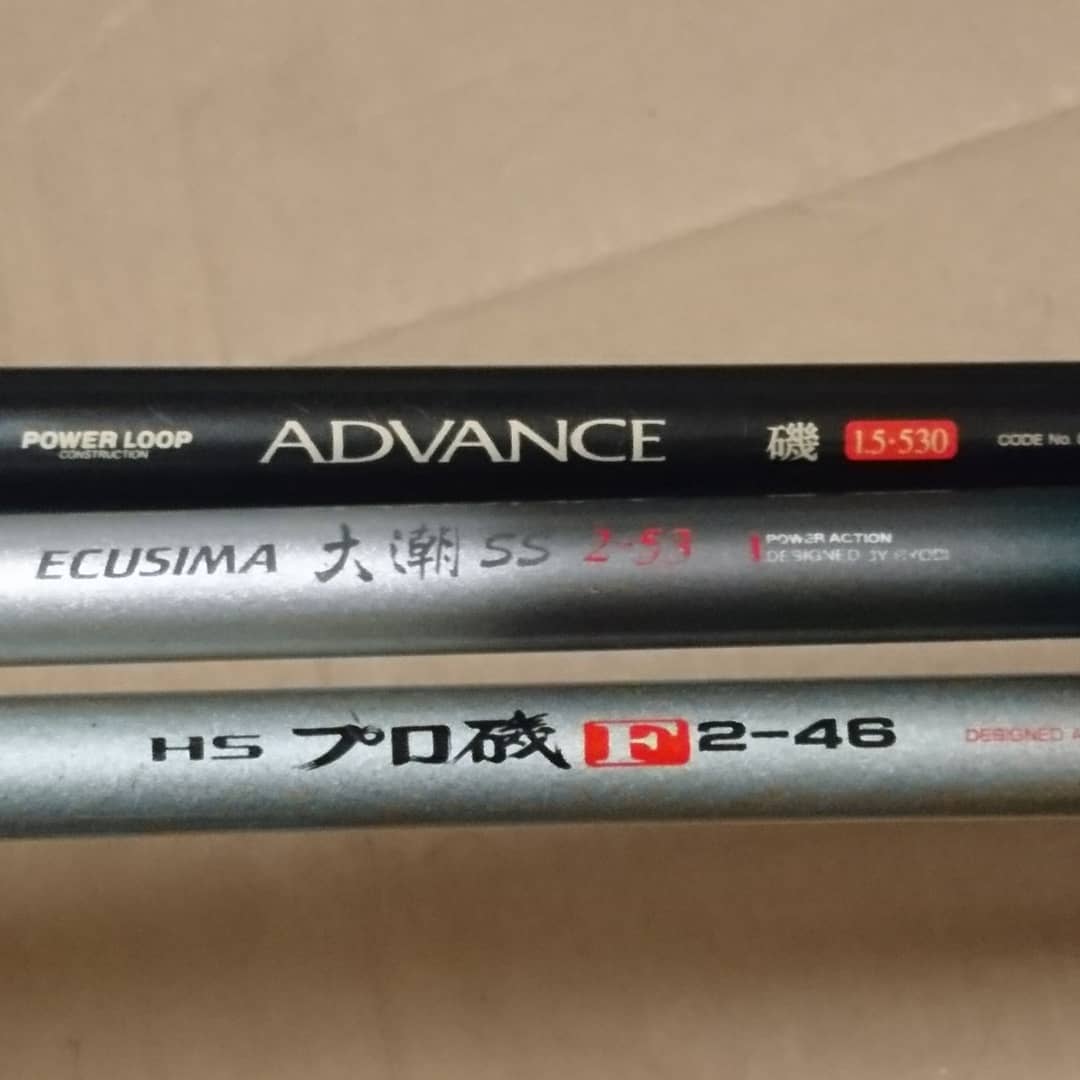 POWER LOOP
CONSTRUCTION
ADVANCE 磯 1.5·530 CODE No.
ECUSIMA 大潮 SS 2-53
POWER ACTION
DESIGNED BY RYOBI
HS プロ磯 F 2-46 DESIGNED